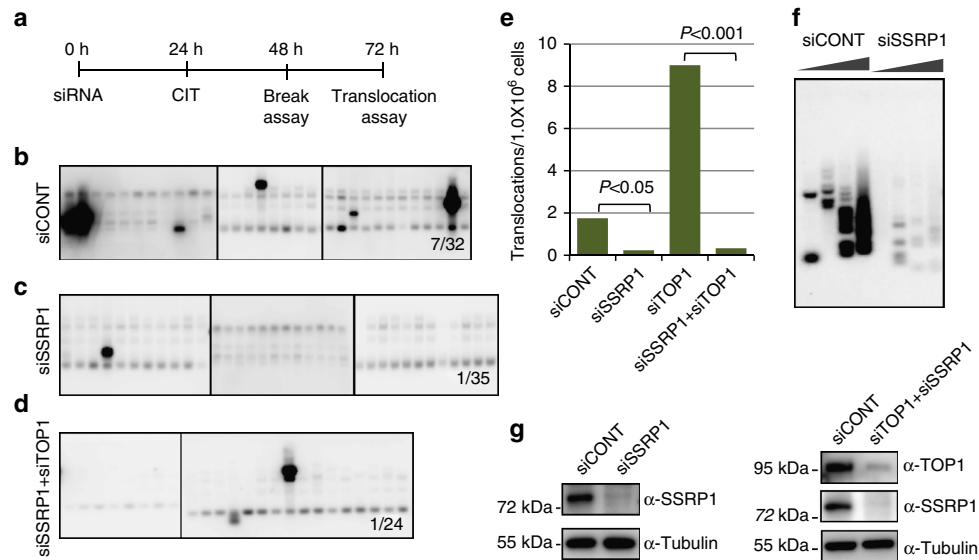 a
0 h 24 h 48 h 72 h
siRNA CIT Break assay Translocation assay
b
siCONT
7/32
c
siSSRP1
1/35
d
siSSRP1+siTOP1
1/24
e
Translocations/1.0X10⁶ cells
10
8
6
4
2
0
P<0.05
P<0.001
siCONT
siSSRP1
siTOP1
siSSRP1+siTOP1
f
siCONT siSSRP1
g
siCONT
siSSRP1
72 kDa α-SSRP1
55 kDa α-Tubulin
siCONT
siTOP1+siSSRP1
95 kDa α-TOP1
72 kDa α-SSRP1
55 kDa α-Tubulin